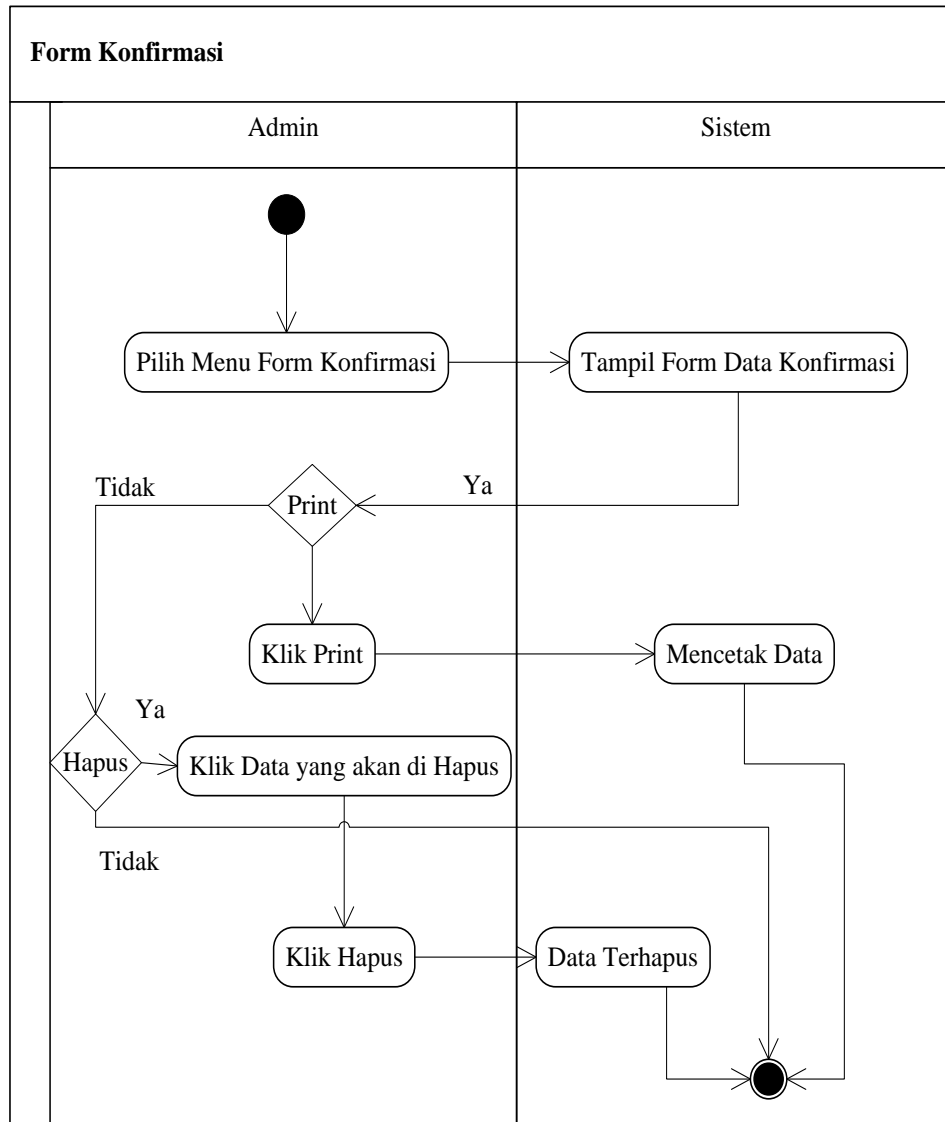 Form Konfirmasi
Admin
Sistem
Pilih Menu Form Konfirmasi
Tampil Form Data Konfirmasi
Tidak
Print
Ya
Klik Print
Mencetak Data
Ya
Hapus
Klik Data yang akan di Hapus
Tidak
Klik Hapus
Data Terhapus